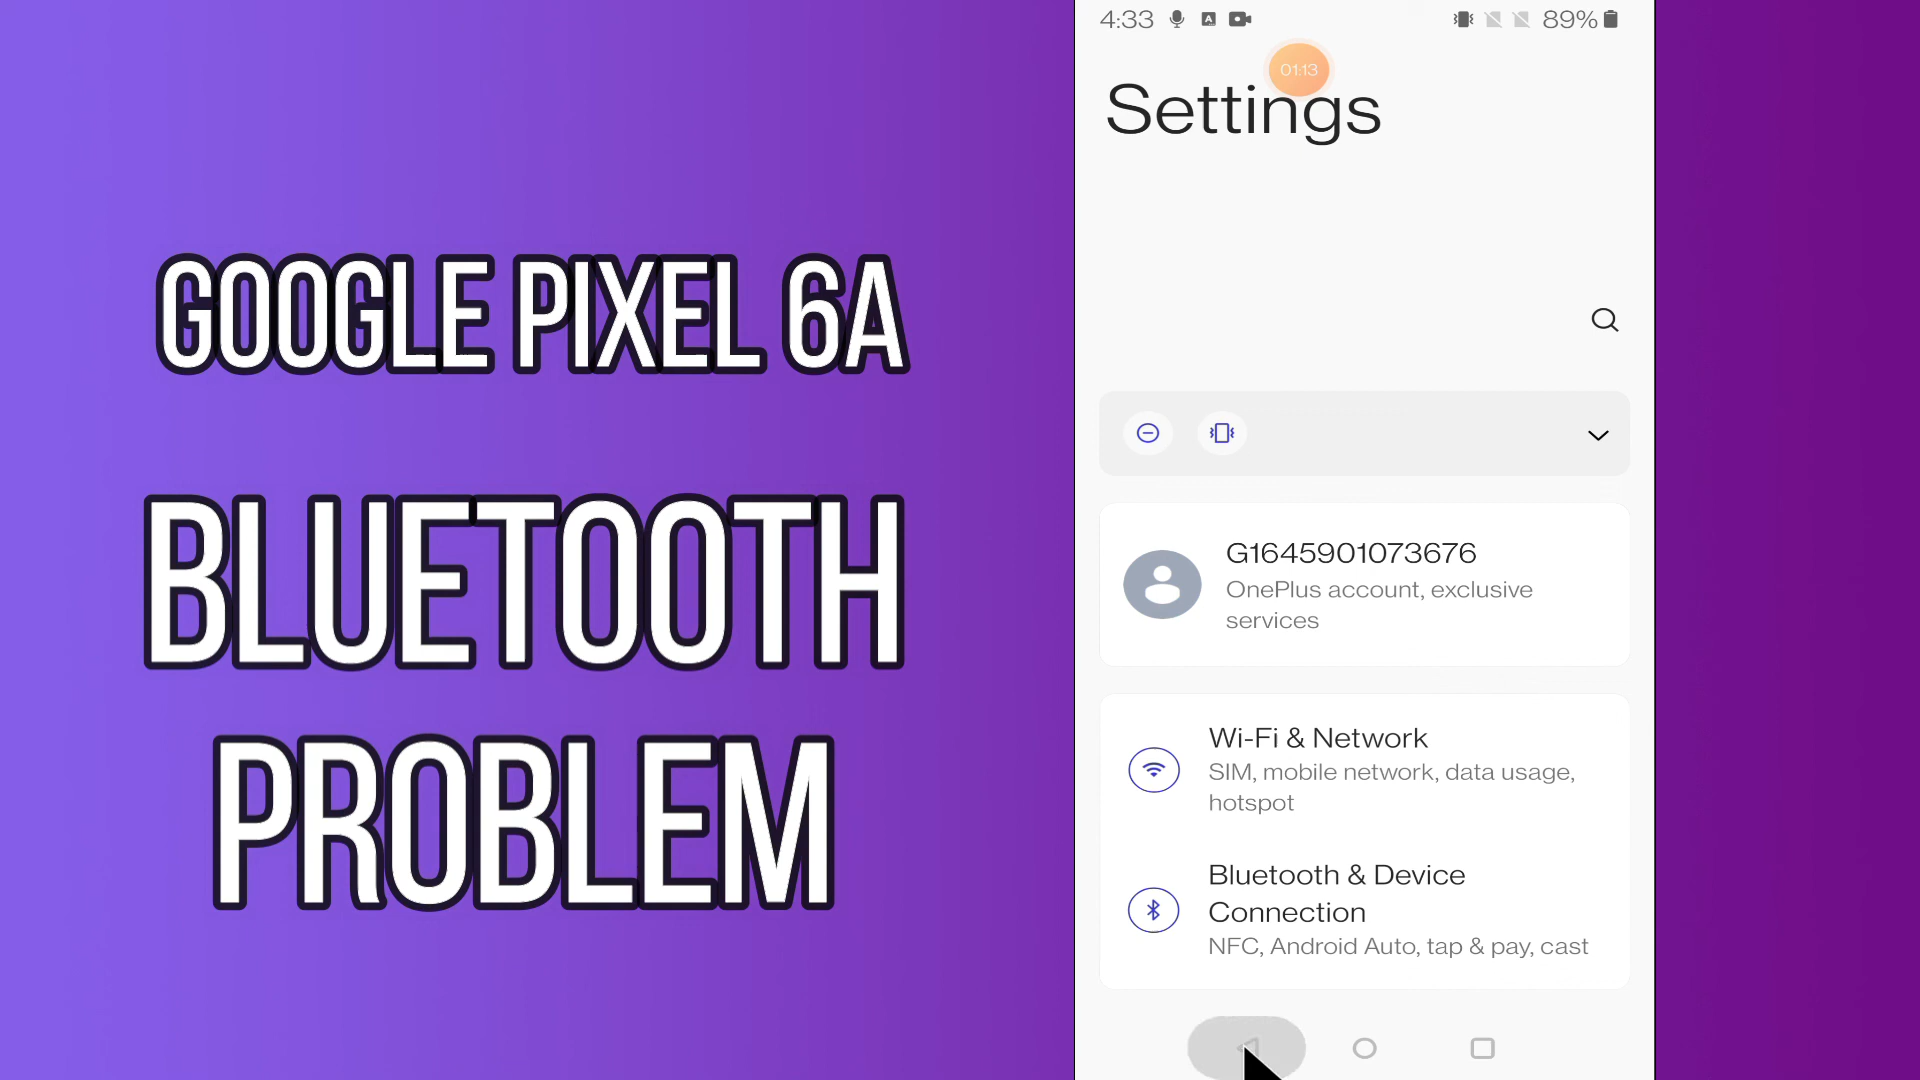 GOOGLE PIXEL 6A
BLUETOOTH
PROBLEM
4:33
89%
01:13
Settings
G1645901073676
OnePlus account, exclusive
services
Wi-Fi & Network
SIM, mobile network, data usage,
hotspot
Bluetooth & Device
Connection
NFC, Android Auto, tap & pay, cast